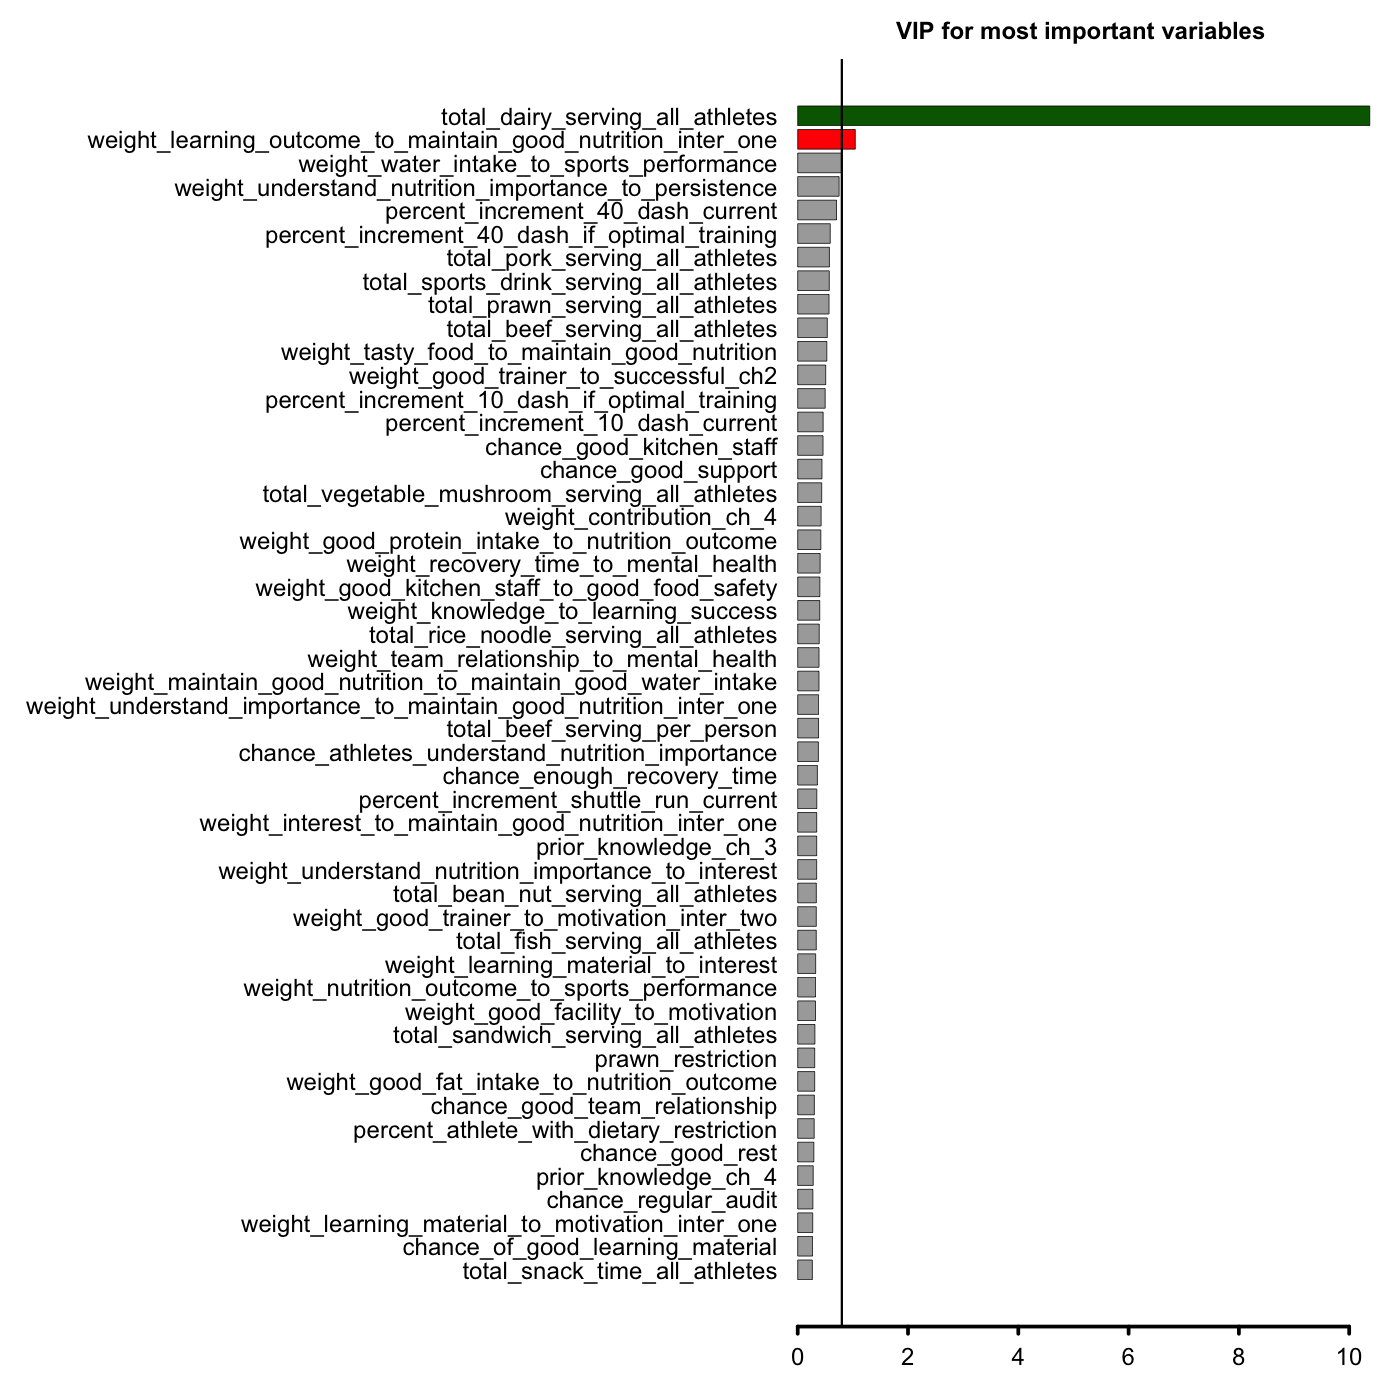 VIP for most important variables
total_dairy_serving_all_athletes
weight_learning_outcome_to_maintain_good_nutrition_inter_one
weight_water_intake_to_sports_performance
weight_understand_nutrition_importance_to_persistence
percent_increment_40_dash_current
percent_increment_40_dash_if_optimal_training
total_pork_serving_all_athletes
total_sports_drink_serving_all_athletes
total_prawn_serving_all_athletes
total_beef_serving_all_athletes
weight_tasty_food_to_maintain_good_nutrition
weight_good_trainer_to_successful_ch2
percent_increment_10_dash_if_optimal_training
percent_increment_10_dash_current
chance_good_kitchen_staff
chance_good_support
total_vegetable_mushroom_serving_all_athletes
weight_contribution_ch_4
weight_good_protein_intake_to_nutrition_outcome
weight_recovery_time_to_mental_health
weight_good_kitchen_staff_to_good_food_safety
weight_knowledge_to_learning_success
total_rice_noodle_serving_all_athletes
weight_team_relationship_to_mental_health
weight_maintain_good_nutrition_to_maintain_good_water_intake
weight_understand_importance_to_maintain_good_nutrition_inter_one
total_beef_serving_per_person
chance_athletes_understand_nutrition_importance
chance_enough_recovery_time
percent_increment_shuttle_run_current
weight_interest_to_maintain_good_nutrition_inter_one
prior_knowledge_ch_3
weight_understand_nutrition_importance_to_interest
total_bean_nut_serving_all_athletes
weight_good_trainer_to_motivation_inter_two
total_fish_serving_all_athletes
weight_learning_material_to_interest
weight_nutrition_outcome_to_sports_performance
weight_good_facility_to_motivation
total_sandwich_serving_all_athletes
prawn_restriction
weight_good_fat_intake_to_nutrition_outcome
chance_good_team_relationship
percent_athlete_with_dietary_restriction
chance_good_rest
prior_knowledge_ch_4
chance_regular_audit
weight_learning_material_to_motivation_inter_one
chance_of_good_learning_material
total_snack_time_all_athletes
0 2 4 6 8 10